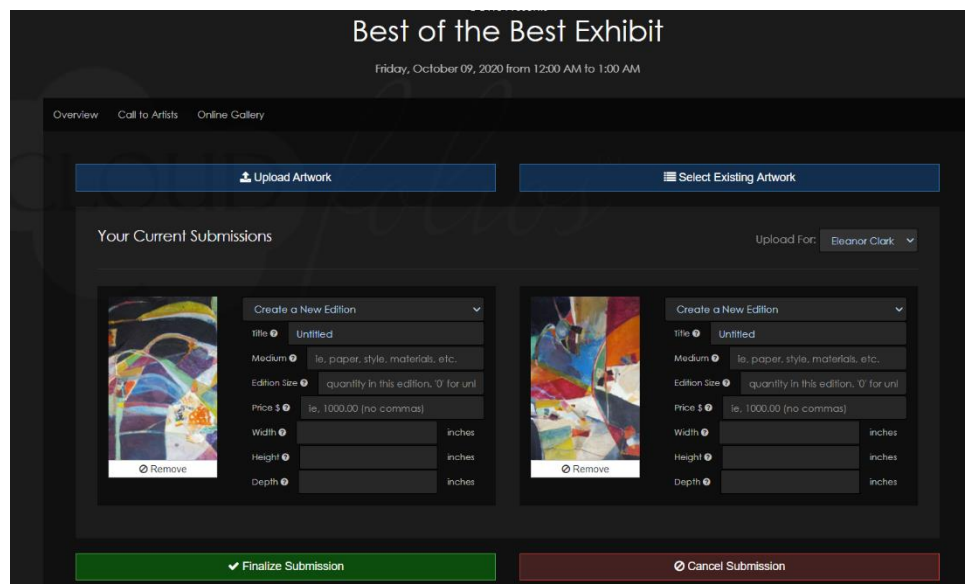 Best of the Best Exhibit
Friday, October 09, 2020 from 12:00 AM to 1:00 AM
Overview Call to Artists Online Gallery
CLOUD folios
Upload Artwork Select Existing Artwork
Your Current Submissions Upload For: Eleanor Clark
Create a New Edition
Title Untitled
Medium ie, paper, style, materials, etc.
Edition Size quantity in this edition, '0' for unl
Price $ ie, 1000.00 (no commas)
Width inches
Height inches
Depth inches
Remove
Create a New Edition
Title Untitled
Medium ie, paper, style, materials, etc.
Edition Size quantity in this edition, '0' for unl
Price $ ie, 1000.00 (no commas)
Width inches
Height inches
Depth inches
Remove
Finalize Submission Cancel Submission